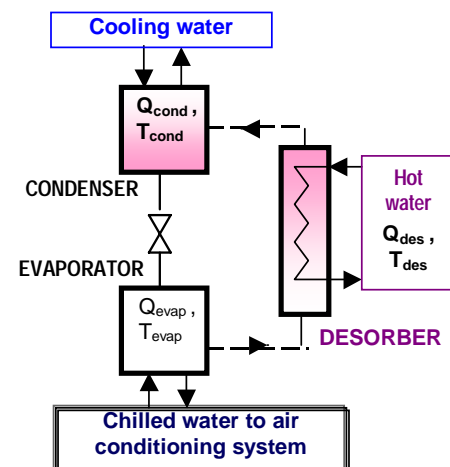 Cooling water
Qcond ,
Tcond
CONDENSER
Hot
water
Qdes ,
Tdes
EVAPORATOR
Qevap ,
Tevap
DESORBER
Chilled water to air
conditioning system